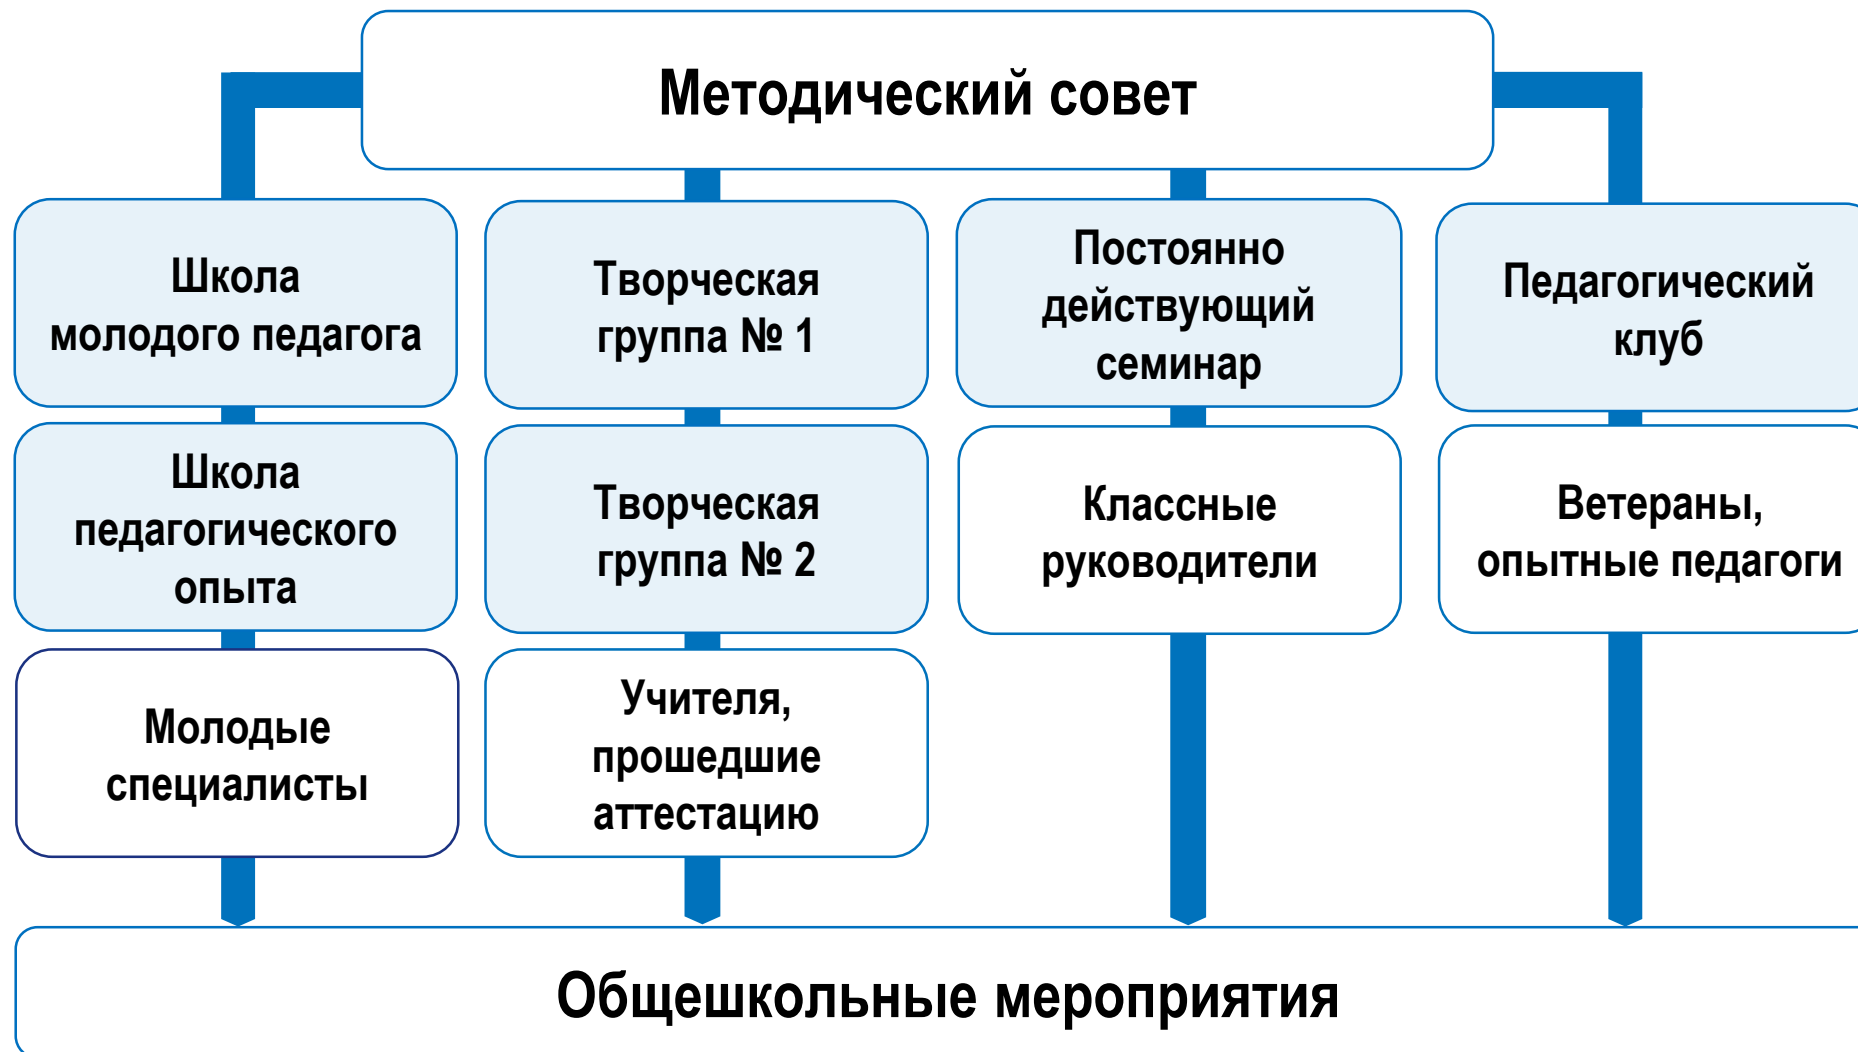 Методический совет
Школа
молодого педагога
Творческая
группа № 1
Постоянно
действующий
семинар
Педагогический
клуб
Школа
педагогического
опыта
Творческая
группа № 2
Классные
руководители
Ветераны,
опытные педагоги
Молодые
специалисты
Учителя,
прошедшие
аттестацию
Общешкольные мероприятия